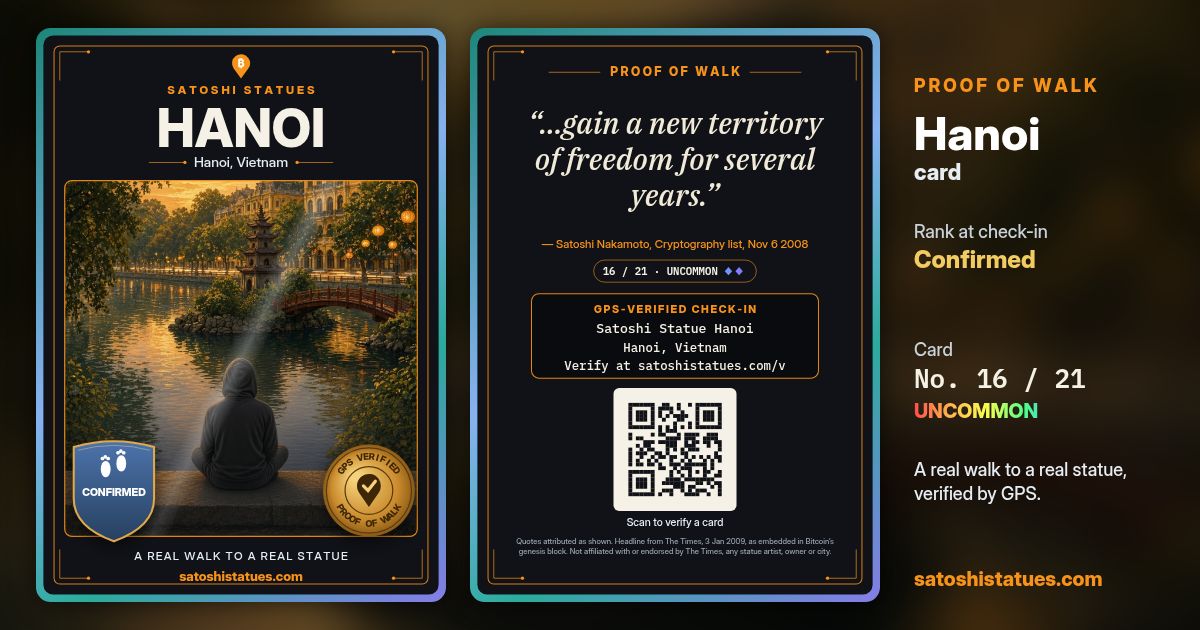 ₿
SATOSHI STATUES
HANOI
Hanoi, Vietnam
CONFIRMED
GPS VERIFIED
PROOF OF WALK
A REAL WALK TO A REAL STATUE
satoshistatues.com
PROOF OF WALK
“...gain a new territory
of freedom for several
years.”
— Satoshi Nakamoto, Cryptography list, Nov 6 2008
16 / 21 · UNCOMMON
GPS-VERIFIED CHECK-IN
Satoshi Statue Hanoi
Hanoi, Vietnam
Verify at satoshistatues.com/v
Scan to verify a card
Quotes attributed as shown. Headline from The Times, 3 Jan 2009, as embedded in Bitcoin's
genesis block. Not affiliated with or endorsed by The Times, any statue artist, owner or city.
PROOF OF WALK
Hanoi
card
Rank at check-in
Confirmed
Card
No. 16 / 21
UNCOMMON
A real walk to a real statue,
verified by GPS.
satoshistatues.com